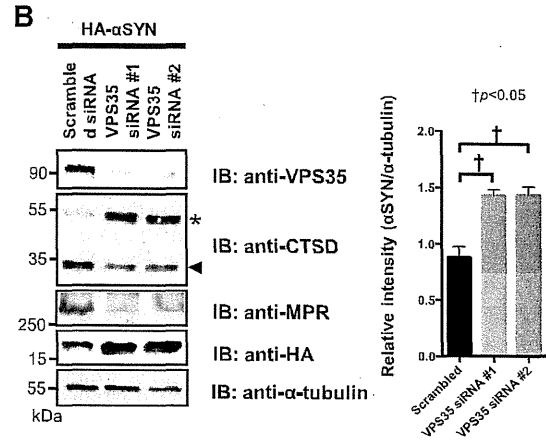 B
HA-αSYN
Scramble
d siRNA
VPS35
siRNA #1
VPS35
siRNA #2
90
IB: anti-VPS35
55
*
35
IB: anti-CTSD
IB: anti-MPR
250
15
IB: anti-HA
55
IB: anti-α-tubulin
kDa
†p<0.05
Relative intensity (αSYN/α-tubulin)
2.0
1.5
1.0
0.5
0.0
†
†
Scrambled
VPS35 siRNA #1
VPS35 siRNA #2